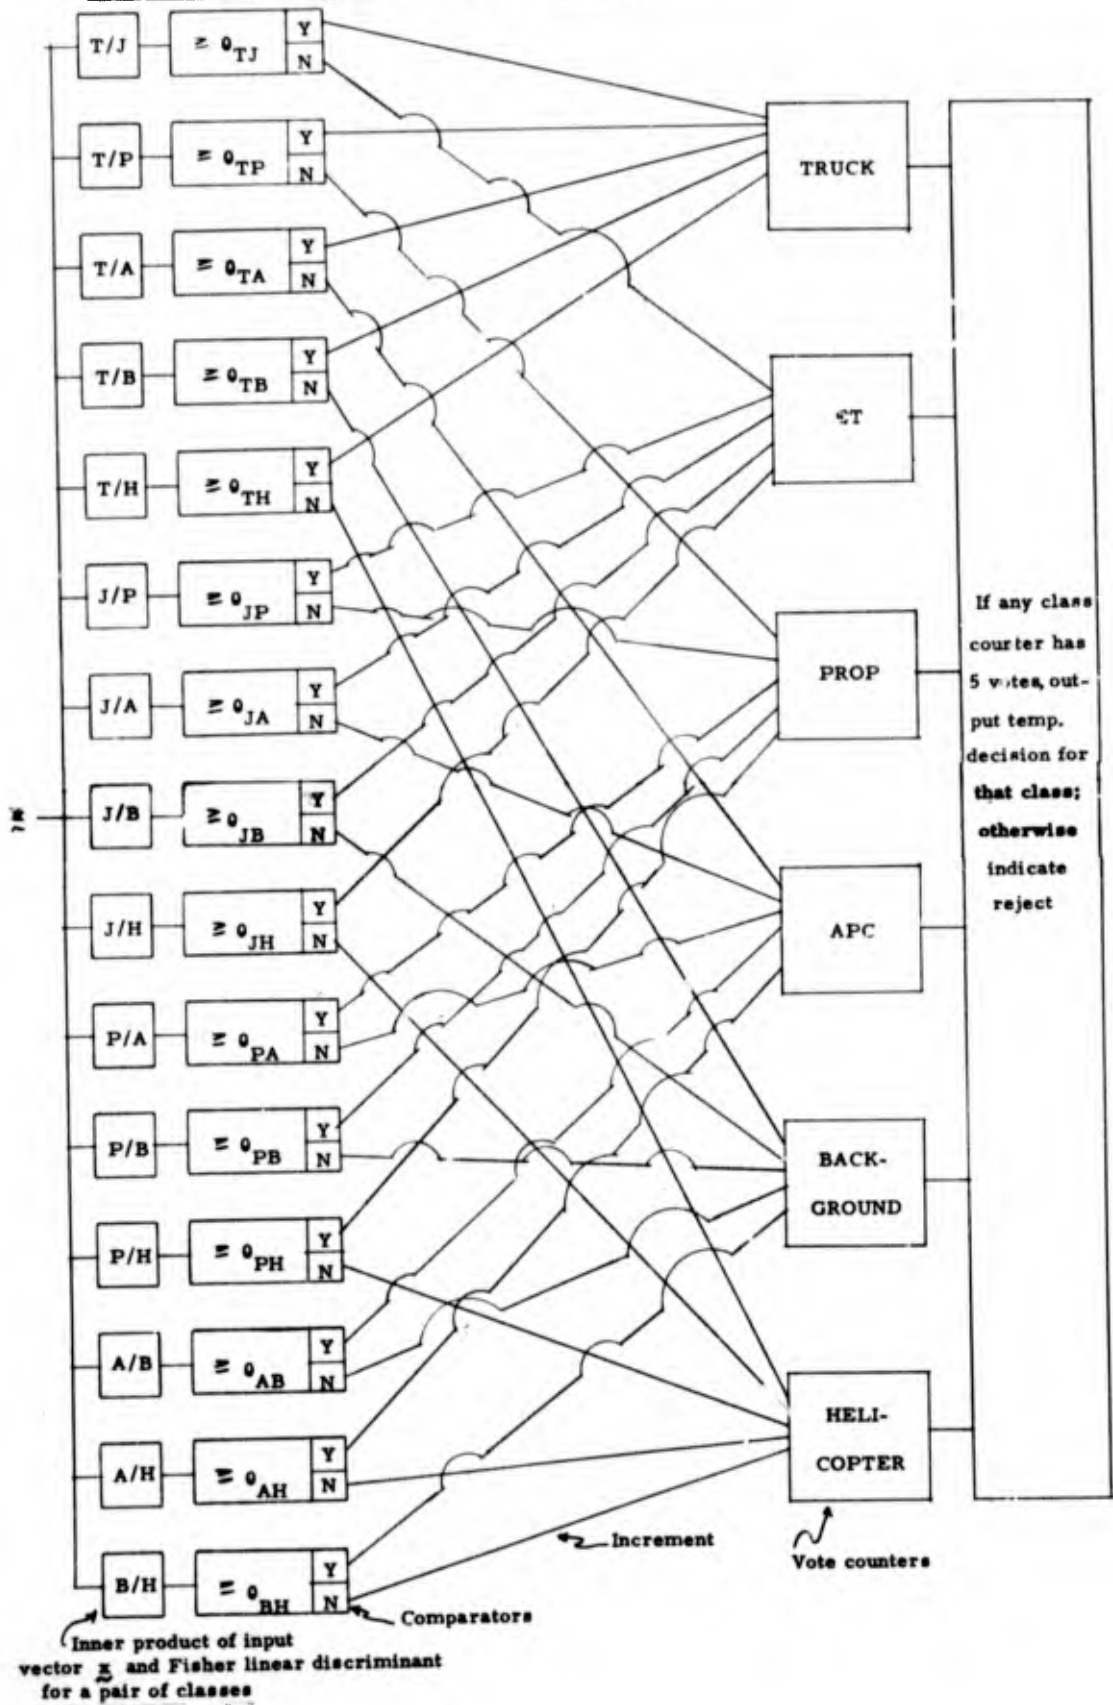 T/J ≥ θTJ Y N
T/P ≥ θTP Y N
TRUCK
T/A ≥ θTA Y N
T/B ≥ θTB Y N
T/H ≥ θTH Y N
J/P ≥ θJP Y N
If any class
counter has
PROP
5 votes, out-
J/A ≥ θJA Y N
put temp.
decision for
that class;
x
J/B ≥ θJB Y N
otherwise
indicate
reject
J/H ≥ θJH Y N
APC
P/A ≥ θPA Y N
P/B ≥ θPB Y N
BACK-
GROUND
P/H ≥ θPH Y N
A/B ≥ θAB Y N
HELI-
COPTER
A/H ≥ θAH Y N
Increment
Vote counters
B/H ≥ θBH Y N
Comparators
Inner product of input
vector x and Fisher linear discriminant
for a pair of classes